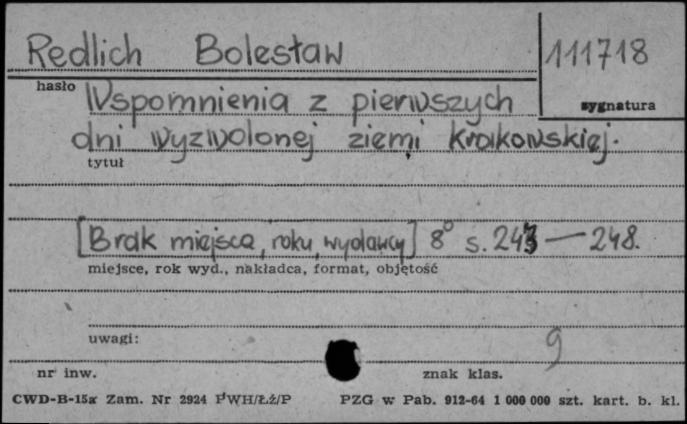 Redlich Bolesław
111718
hasło
Wspomnienia z pierwszych
sygnatura
dni wyzwolonej ziemi Krakowskiej.
tytuł
[Brak miejsca, roku, wydawcy] 8° s. 243 — 248.
miejsce, rok wyd., nakładca, format, objętość
uwagi:
9
nr inw.
znak klas.
CWD-B-15a Zam. Nr 2924 PWH/Łż/P PZG w Pab. 912-64 1 000 000 szt. kart. b. kl.